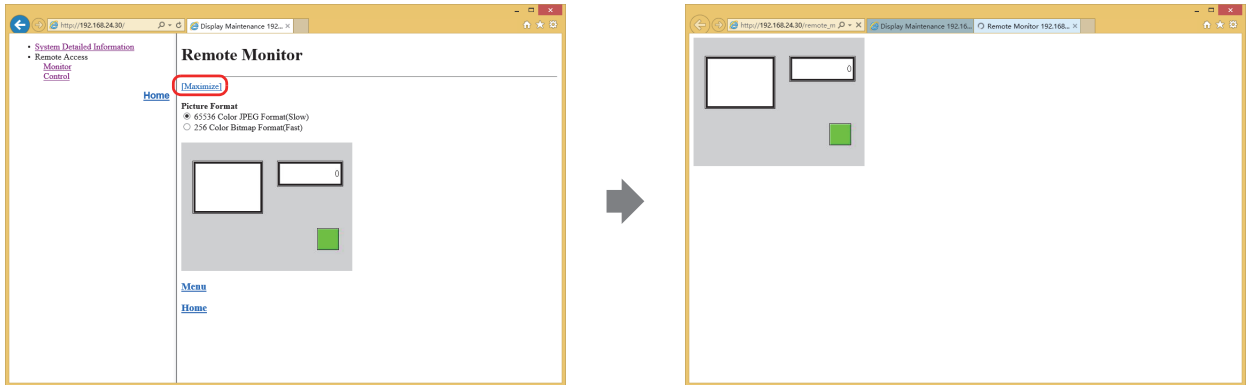 http://192.168.24.30/
Display Maintenance 192...
• System Detailed Information
• Remote Access
Monitor
Control
Home
Remote Monitor
[Maximize]
Picture Format
65536 Color JPEG Format(Slow)
256 Color Bitmap Format(Fast)
0
Menu
Home
http://192.168.24.30/remote_m
Display Maintenance 192.16...
Remote Monitor 192.168...
0